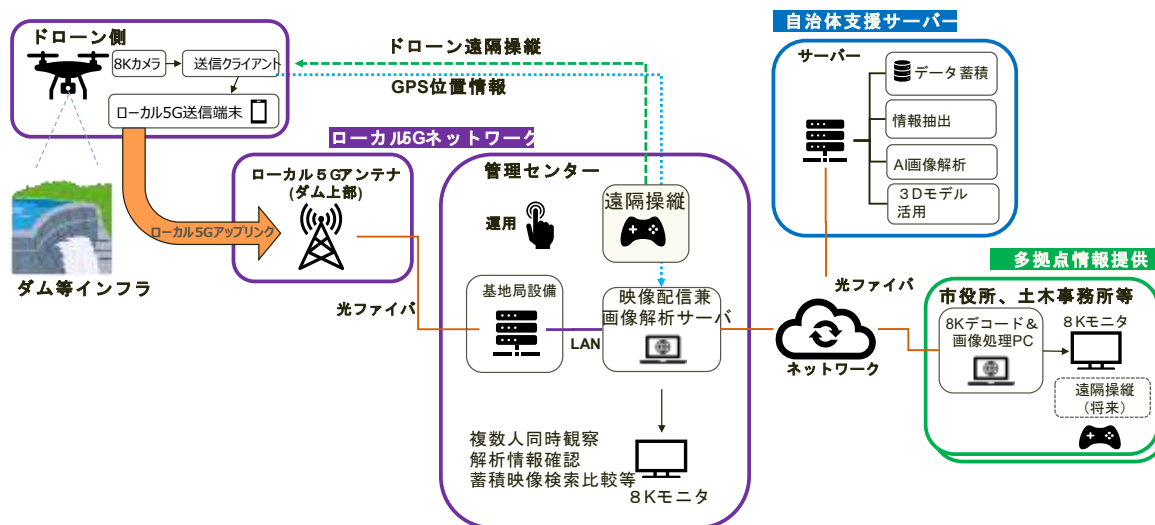 ドローン側
8Kカメラ
送信クライアント
ローカル5G送信端末
ドローン遠隔操縦
GPS位置情報
ローカル5Gネットワーク
ローカル５Gアンテナ
(ダム上部)
ローカル5Gアップリンク
ダム等インフラ
光ファイバ
管理センター
運用
遠隔操縦
基地局設備
LAN
映像配信兼
画像解析サーバ
複数人同時観察
解析情報確認
蓄積映像検索比較等
８Kモニタ
自治体支援サーバー
サーバー
データ蓄積
情報抽出
AI画像解析
３Dモデル
活用
光ファイバ
ネットワーク
多拠点情報提供
市役所、土木事務所等
8Kデコード＆
画像処理PC
８Kモニタ
遠隔操縦
（将来）